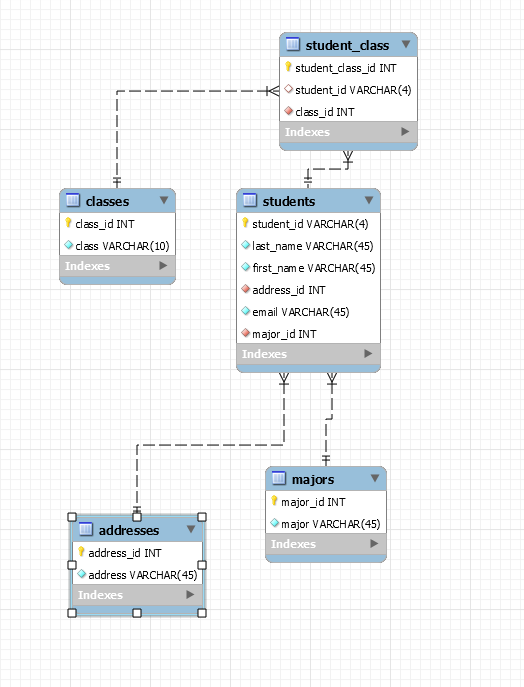 student_class
student_class_id INT
student_id VARCHAR(4)
class_id INT
Indexes
classes
class_id INT
class VARCHAR(10)
Indexes
students
student_id VARCHAR(4)
last_name VARCHAR(45)
first_name VARCHAR(45)
address_id INT
email VARCHAR(45)
major_id INT
Indexes
majors
major_id INT
major VARCHAR(45)
Indexes
addresses
address_id INT
address VARCHAR(45)
Indexes